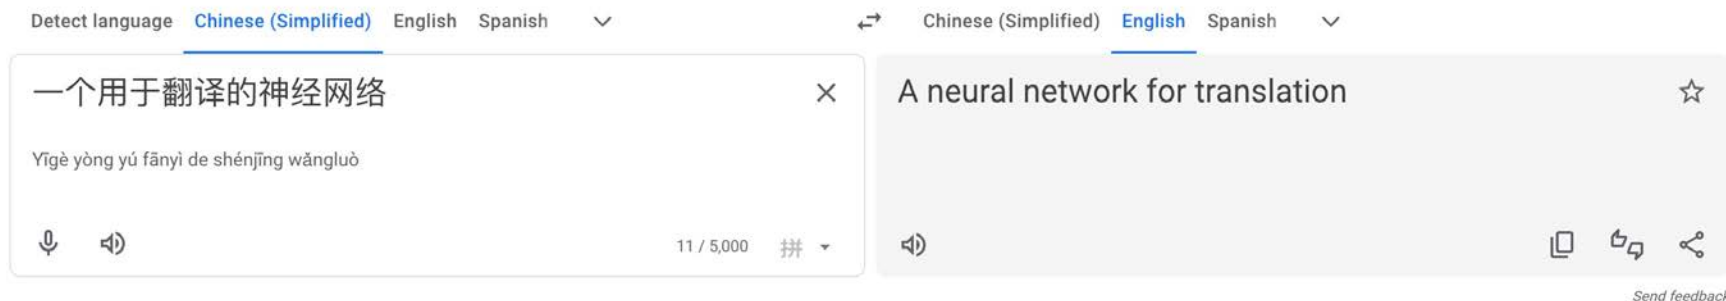 Detect language Chinese (Simplified) English Spanish
Chinese (Simplified) English Spanish
一个用于翻译的神经网络
Yīgè yòng yú fānyì de shénjīng wǎngluò
11 / 5,000 拼
A neural network for translation
Send feedback